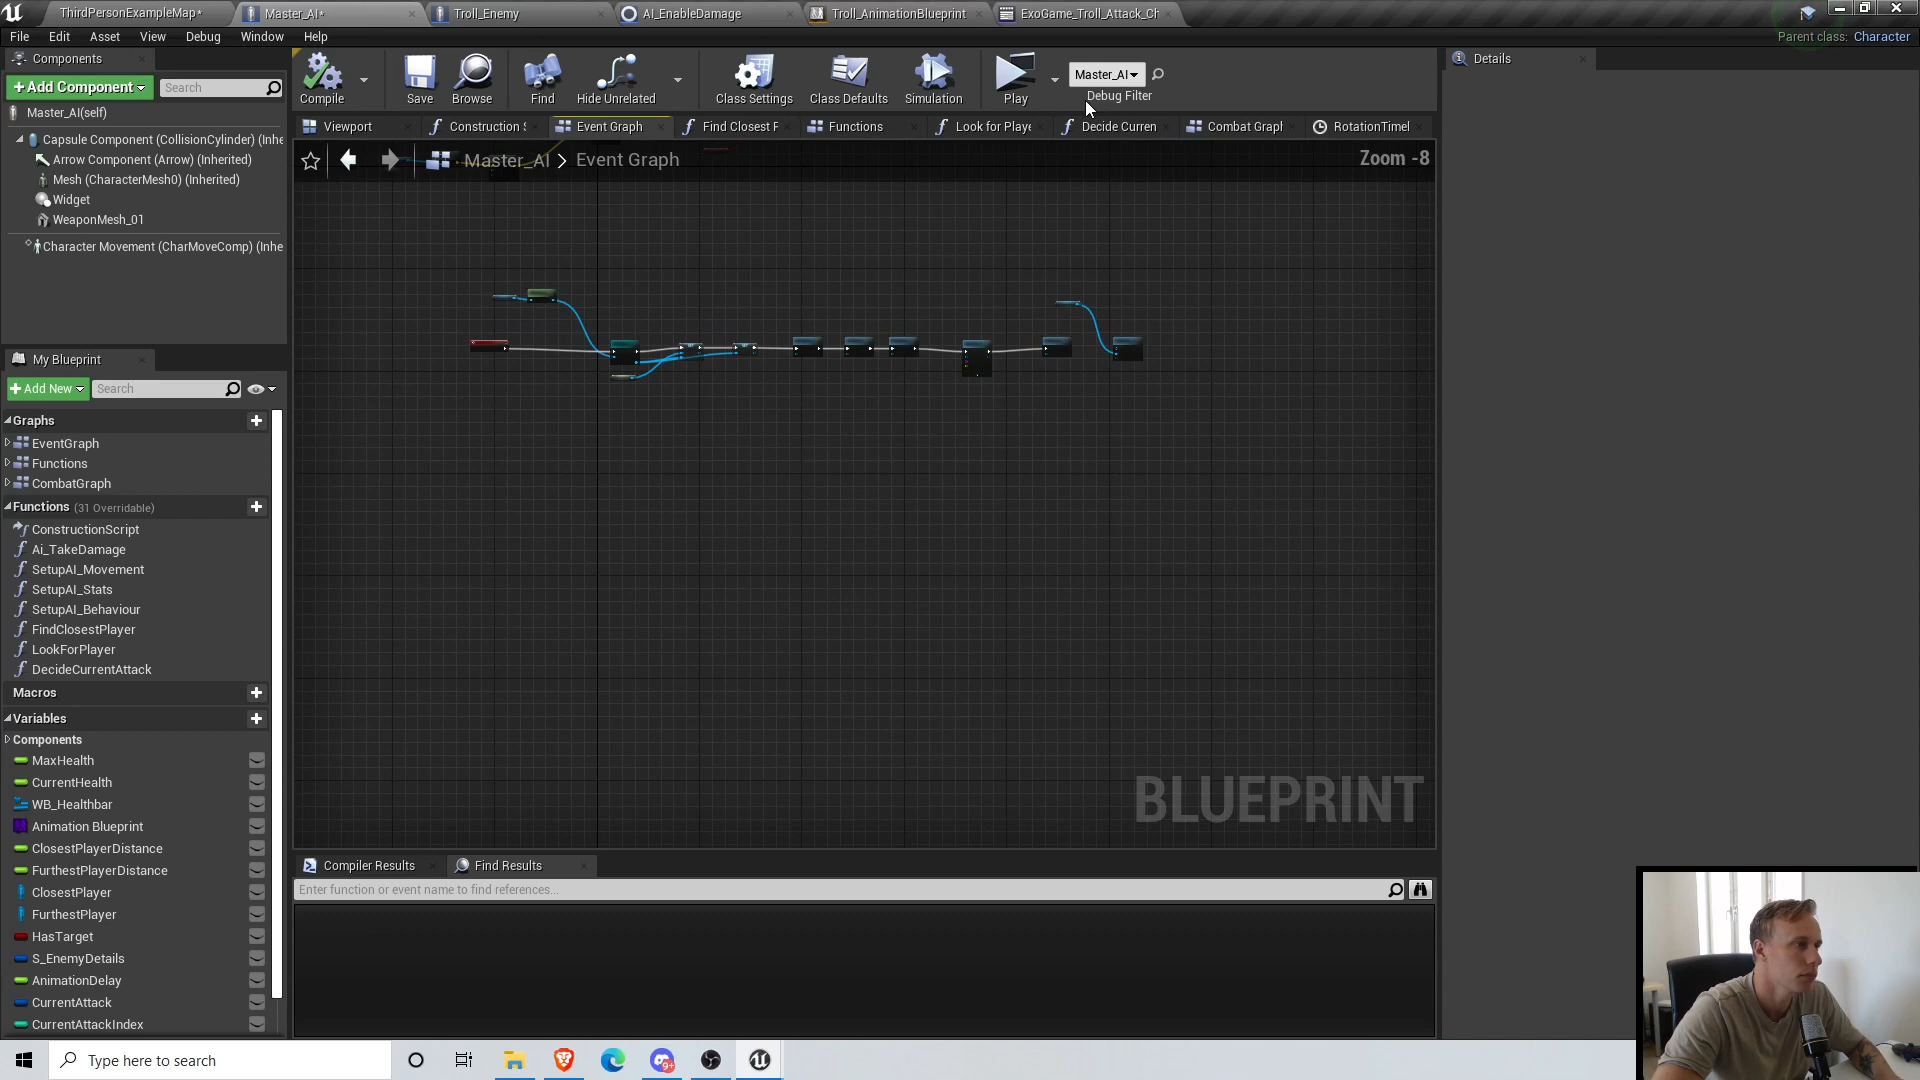 ThirdPersonExampleMap*
Master_AI*
Troll_Enemy
AI_EnableDamage
Troll_AnimationBlueprint
ExoGame_Troll_Attack_Ch
File Edit Asset View Debug Window Help
Parent class: Character
Components
+Add Component
Search
Master_AI(self)
Capsule Component (CollisionCylinder) (Inhe
Arrow Component (Arrow) (Inherited)
Mesh (CharacterMesh0) (Inherited)
Widget
WeaponMesh_01
Character Movement (CharMoveComp) (Inhe
Compile
Save
Browse
Find
Hide Unrelated
Class Settings
Class Defaults
Simulation
Play
Master_AI
Debug Filter
Details
Viewport
Construction S
Event Graph
Find Closest P
Functions
Look for Playe
Decide Curren
Combat Graph
RotationTimel
Master_AI > Event Graph
Zoom -8
BLUEPRINT
My Blueprint
+Add New
Search
Graphs
EventGraph
Functions
CombatGraph
Functions (31 Overridable)
ConstructionScript
Ai_TakeDamage
SetupAI_Movement
SetupAI_Stats
SetupAI_Behaviour
FindClosestPlayer
LookForPlayer
DecideCurrentAttack
Macros
Variables
Components
MaxHealth
CurrentHealth
WB_Healthbar
Animation Blueprint
ClosestPlayerDistance
FurthestPlayerDistance
ClosestPlayer
FurthestPlayer
HasTarget
S_EnemyDetails
AnimationDelay
CurrentAttack
CurrentAttackIndex
Compiler Results
Find Results
Enter function or event name to find references...
Type here to search
9+